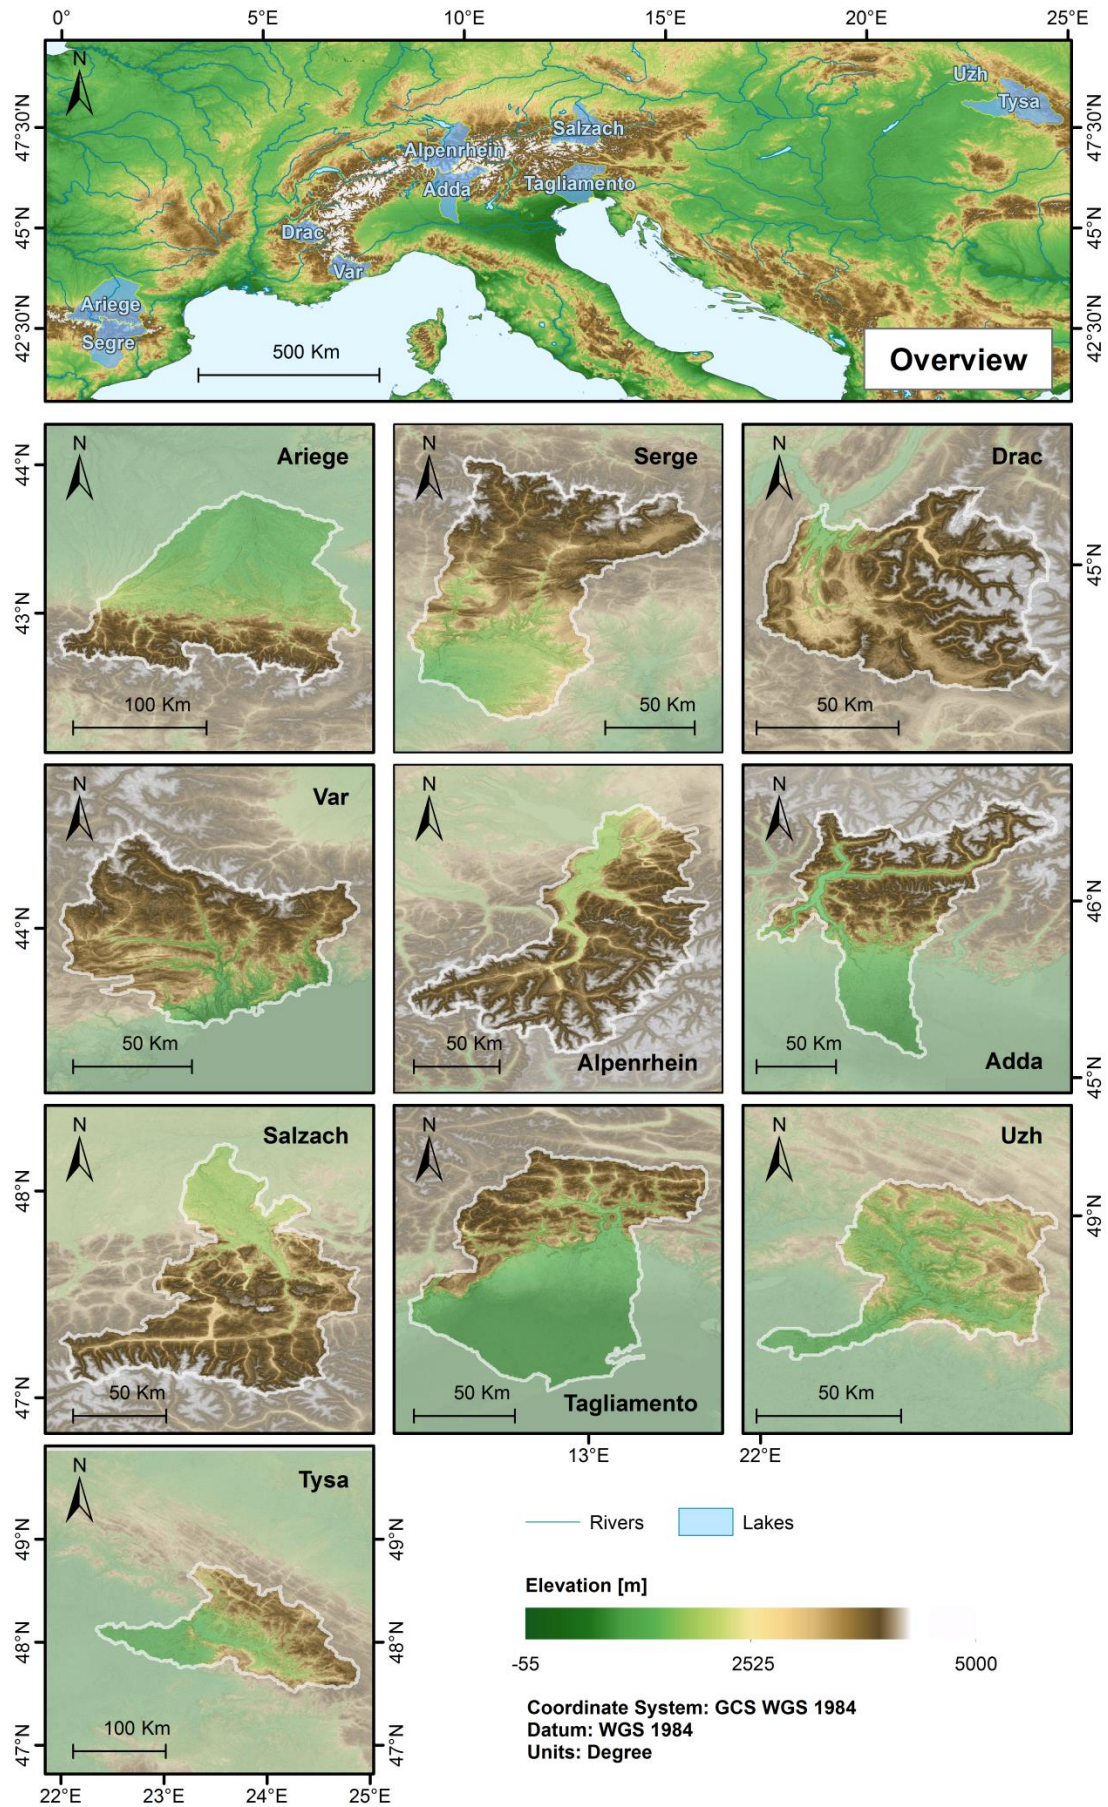 0° 5°E 10°E 15°E 20°E 25°E
N
Uzh
Tysa
Salzach
Alpenrhein
Adda
Tagliamento
Drac
Var
Ariege
Segre
500 Km
Overview
47°30'N 45°N 42°30'N
47°30'N 45°N 42°30'N
N
Ariege
100 Km
44°N
43°N
N
Serge
50 Km
N
Drac
50 Km
45°N
N
Var
50 Km
44°N
N
50 Km
Alpenrhein
N
50 Km
Adda
46°N
45°N
N
Salzach
50 Km
48°N
47°N
N
50 Km
Tagliamento
13°E
N
Uzh
50 Km
49°N
22°E
N
Tysa
100 Km
49°N 48°N 47°N
49°N 48°N 47°N
22°E 23°E 24°E 25°E
Rivers Lakes
Elevation [m]
-55 2525 5000
Coordinate System: GCS WGS 1984
Datum: WGS 1984
Units: Degree